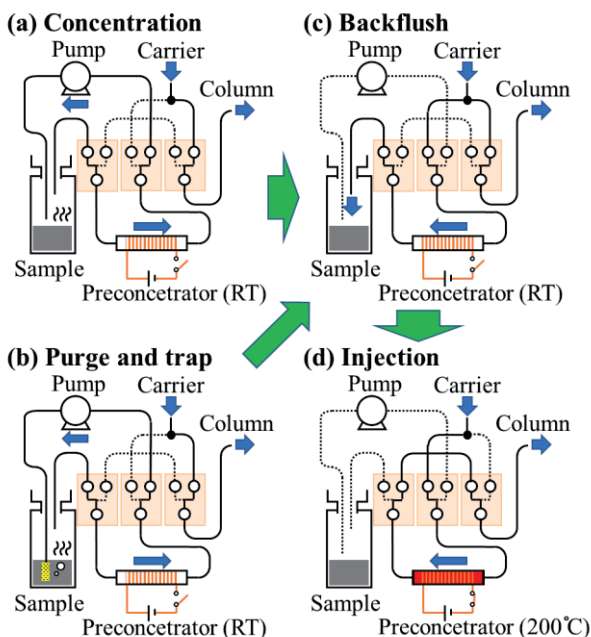 (a) Concentration
Pump
Carrier
Column
Sample
Preconcetrator (RT)
(c) Backflush
Pump
Carrier
Column
Sample
Preconcetrator (RT)
(b) Purge and trap
Pump
Carrier
Column
Sample
Preconcetrator (RT)
(d) Injection
Pump
Carrier
Column
Sample
Preconcetrator (200°C)